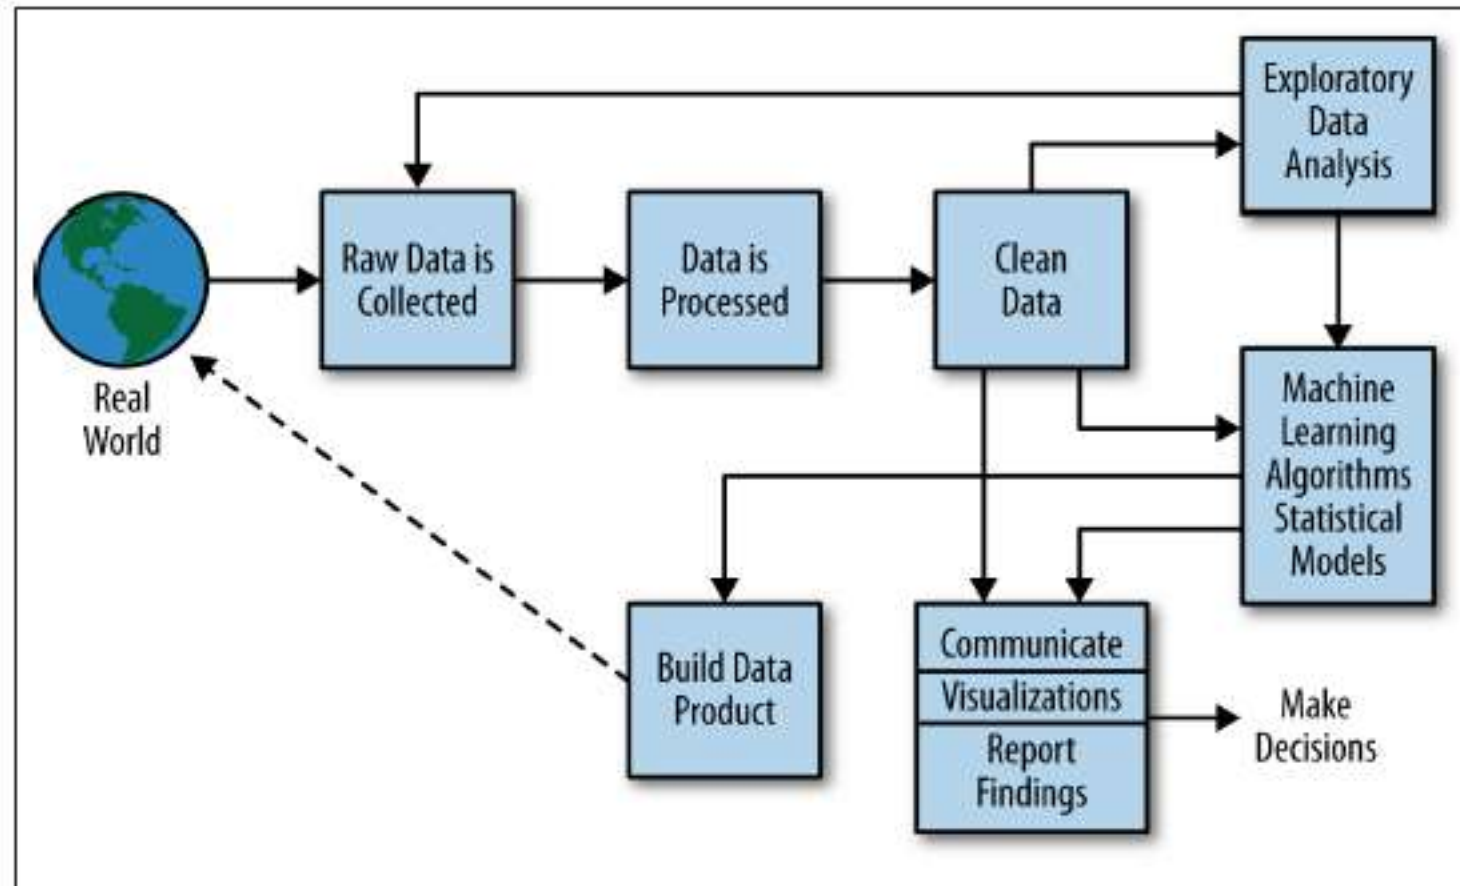 Exploratory
Data
Analysis
Raw Data is
Collected
Data is
Processed
Clean
Data
Real
World
Machine
Learning
Algorithms
Statistical
Models
Build Data
Product
Communicate
Visualizations
Report
Findings
Make
Decisions